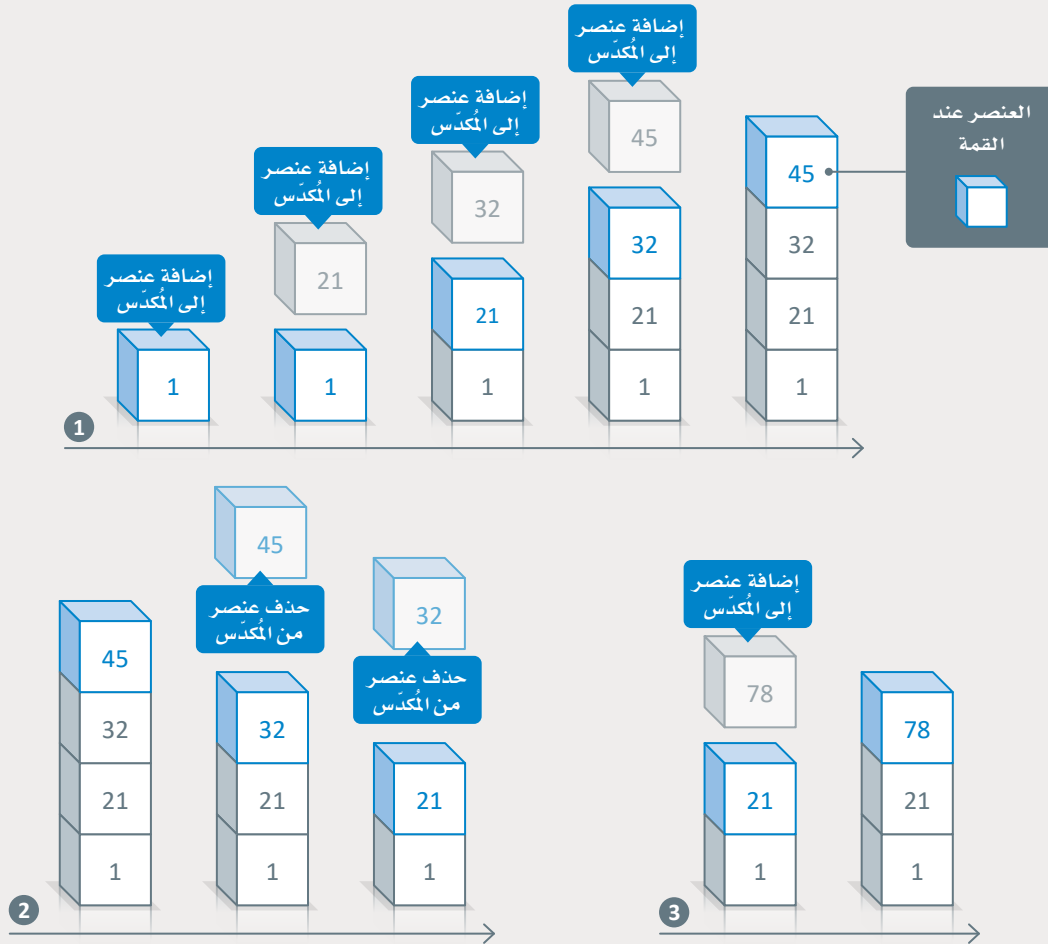 إضافة عنصر
إلى المُكدّس
1
إضافة عنصر
إلى المُكدّس
21
1
إضافة عنصر
إلى المُكدّس
32
21
1
إضافة عنصر
إلى المُكدّس
45
32
21
1
45
32
21
1
العنصر عند
القمة
1
45
32
21
1
45
حذف عنصر
من المُكدّس
32
21
1
32
حذف عنصر
من المُكدّس
21
1
2
إضافة عنصر
إلى المُكدّس
78
21
1
78
21
1
3